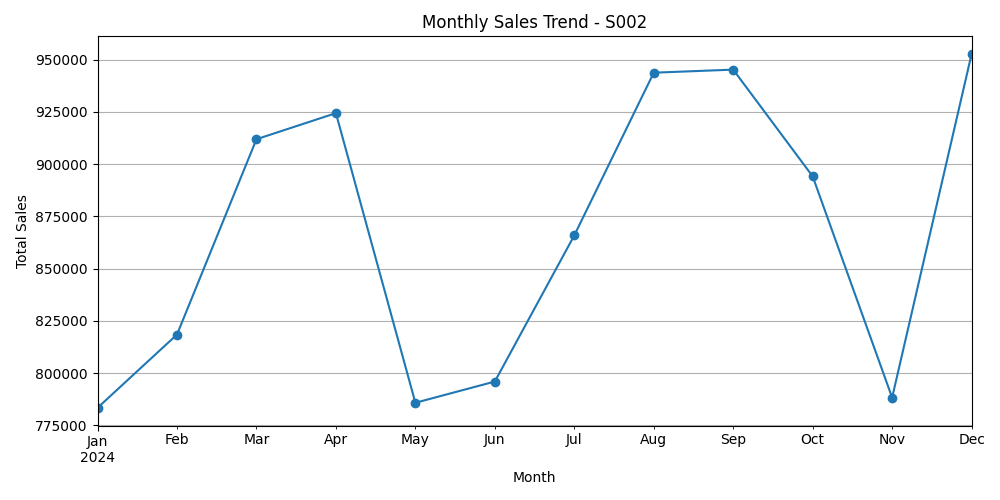 Monthly Sales Trend - S002
Total Sales
950000
925000
900000
875000
850000
825000
800000
775000
Jan Feb Mar Apr May Jun Jul Aug Sep Oct Nov Dec
2024
Month